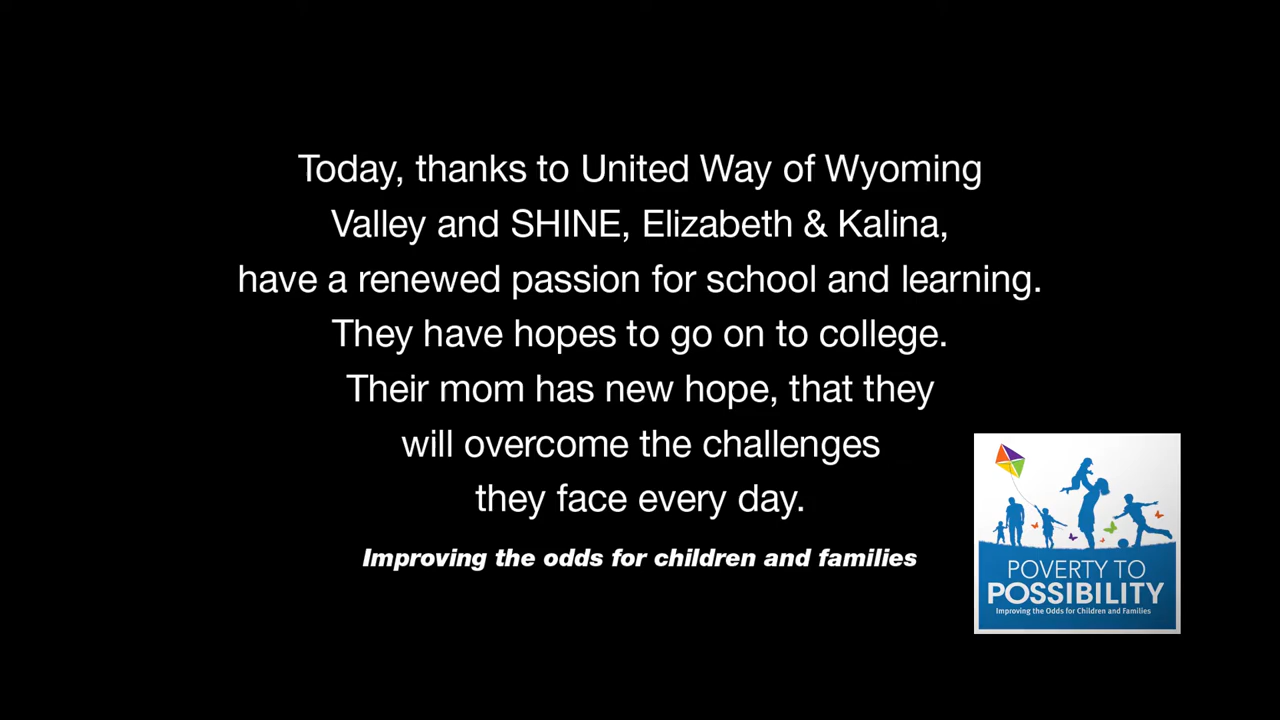 Today, thanks to United Way of Wyoming
Valley and SHINE, Elizabeth & Kalina,
have a renewed passion for school and learning.
They have hopes to go on to college.
Their mom has new hope, that they
will overcome the challenges
they face every day.
Improving the odds for children and families
POVERTY TO
POSSIBILITY
Improving the Odds for Children and Families